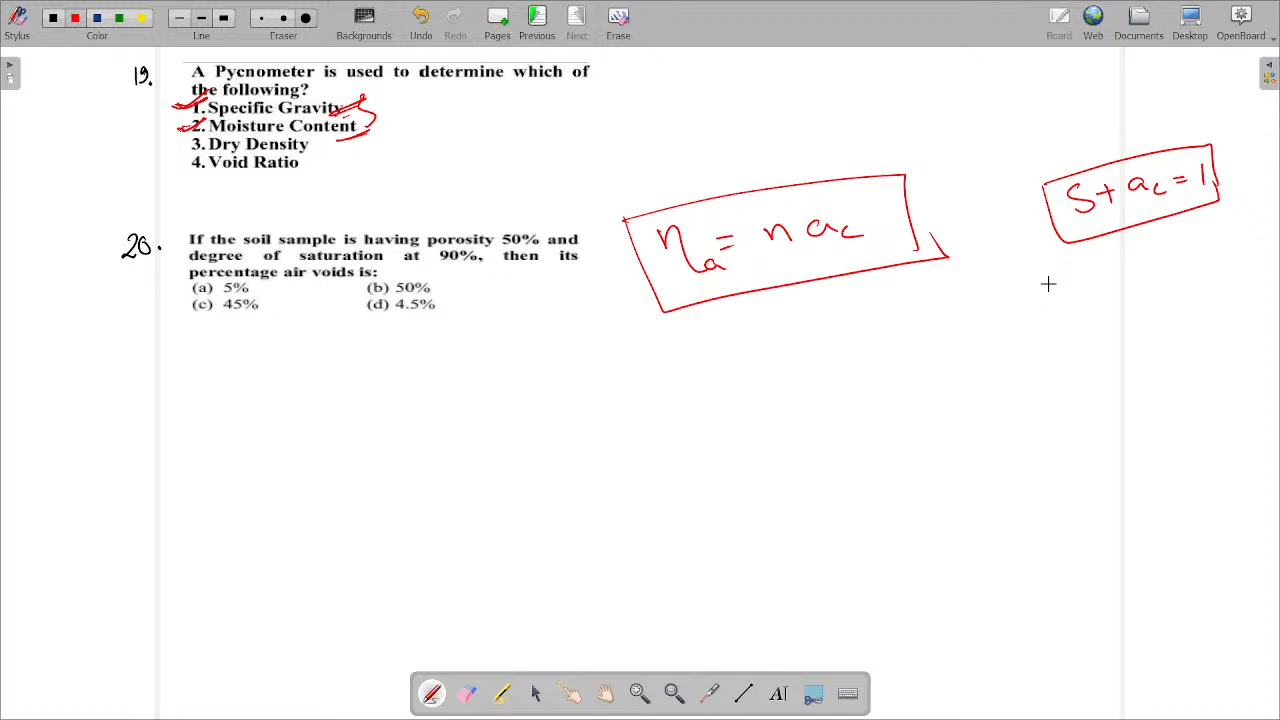 Stylus Color Line Eraser Backgrounds Undo Redo Pages Previous Next Erase Board Web Documents Desktop OpenBoard
19. A Pycnometer is used to determine which of
the following?
1. Specific Gravity
2. Moisture Content
3. Dry Density
4. Void Ratio
S + ac = 1
ηa = n ac
20. If the soil sample is having porosity 50% and
degree of saturation at 90%, then its
percentage air voids is:
(a) 5% (b) 50%
(c) 45% (d) 4.5%